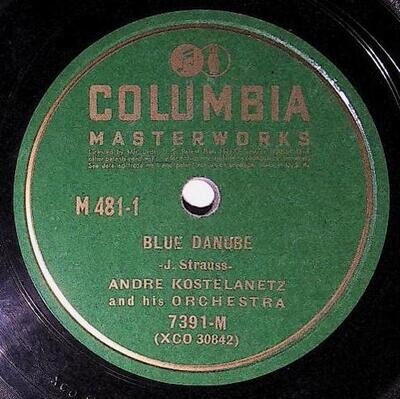 COLUMBIA
MASTERWORKS
M 481-1
BLUE DANUBE
-J. Strauss-
ANDRE KOSTELANETZ
and his ORCHESTRA
7391-M
(XCO 30842)